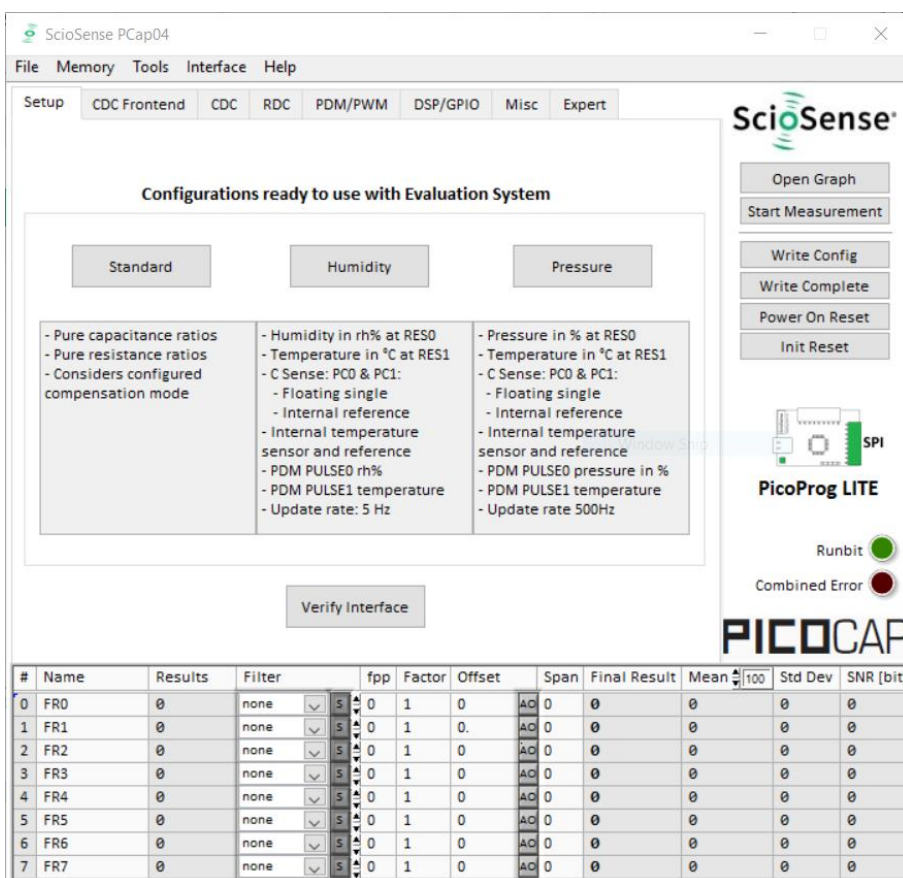 ScioSense PCap04
File Memory Tools Interface Help
Setup CDC Frontend CDC RDC PDM/PWM DSP/GPIO Misc Expert
ScioSense
Configurations ready to use with Evaluation System
Standard Humidity Pressure
- Pure capacitance ratios
- Pure resistance ratios
- Considers configured
compensation mode
- Humidity in rh% at RES0
- Temperature in °C at RES1
- C Sense: PC0 & PC1:
- Floating single
- Internal reference
- Internal temperature
sensor and reference
- PDM PULSE0 rh%
- PDM PULSE1 temperature
- Update rate: 5 Hz
- Pressure in % at RES0
- Temperature in °C at RES1
- C Sense: PC0 & PC1:
- Floating single
- Internal reference
- Internal temperature
sensor and reference
- PDM PULSE0 pressure in %
- PDM PULSE1 temperature
- Update rate 500Hz
Window Snip
Verify Interface
Open Graph
Start Measurement
Write Config
Write Complete
Power On Reset
Init Reset
SPI
PicoProg LITE
Runbit
Combined Error
PICOCAP
# Name Results Filter fpp Factor Offset Span Final Result Mean 100 Std Dev SNR [bit
0 FR0 0 none S 0 1 0 AO 0 0 0 0 0
1 FR1 0 none S 0 1 0. AO 0 0 0 0 0
2 FR2 0 none S 0 1 0 AO 0 0 0 0 0
3 FR3 0 none S 0 1 0 AO 0 0 0 0 0
4 FR4 0 none S 0 1 0 AO 0 0 0 0 0
5 FR5 0 none S 0 1 0 AO 0 0 0 0 0
6 FR6 0 none S 0 1 0 AO 0 0 0 0 0
7 FR7 0 none S 0 1 0 AO 0 0 0 0 0